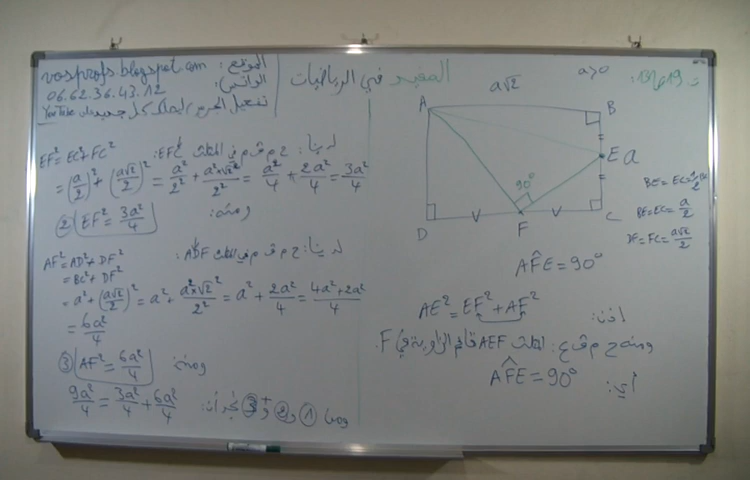 الموقع: vosprofs.blogspot.com
الواتس: 06.62.36.43.12
تفعيل الجرس ليصلك كل جديد YouTube
المفيد في الرياضيات
لدينا: ح م ف م في المثلث EFC:
EF² = EC² + FC²
= (a/2)² + (a√2/2)² = a²/2² + a²×√2²/2² = a²/4 + 2a²/4 = 3a²/4
ومنه:
② EF² = 3a²/4
لدينا: ح م ف م في المثلث ADF:
AF² = AD² + DF²
= BC² + DF²
= a² + (a√2/2)² = a² + a²×√2²/2² = a² + 2a²/4 = 4a² + 2a²/4
= 6a²/4
ومنه:
③ AF² = 6a²/4
ومن ① و ② و ③ نجد أن:
9a²/4 = 3a²/4 + 6a²/4
a>0
a√2
A
B
E a
90°
D
F
C
BE = EC = a/2
DF = FC = a√2/2
AFE = 90°
إذن: AE² = EF² + AF²
ومنه ح م ف ع: المثلث AEF قائم الزاوية في F.
أي: AFE = 90°